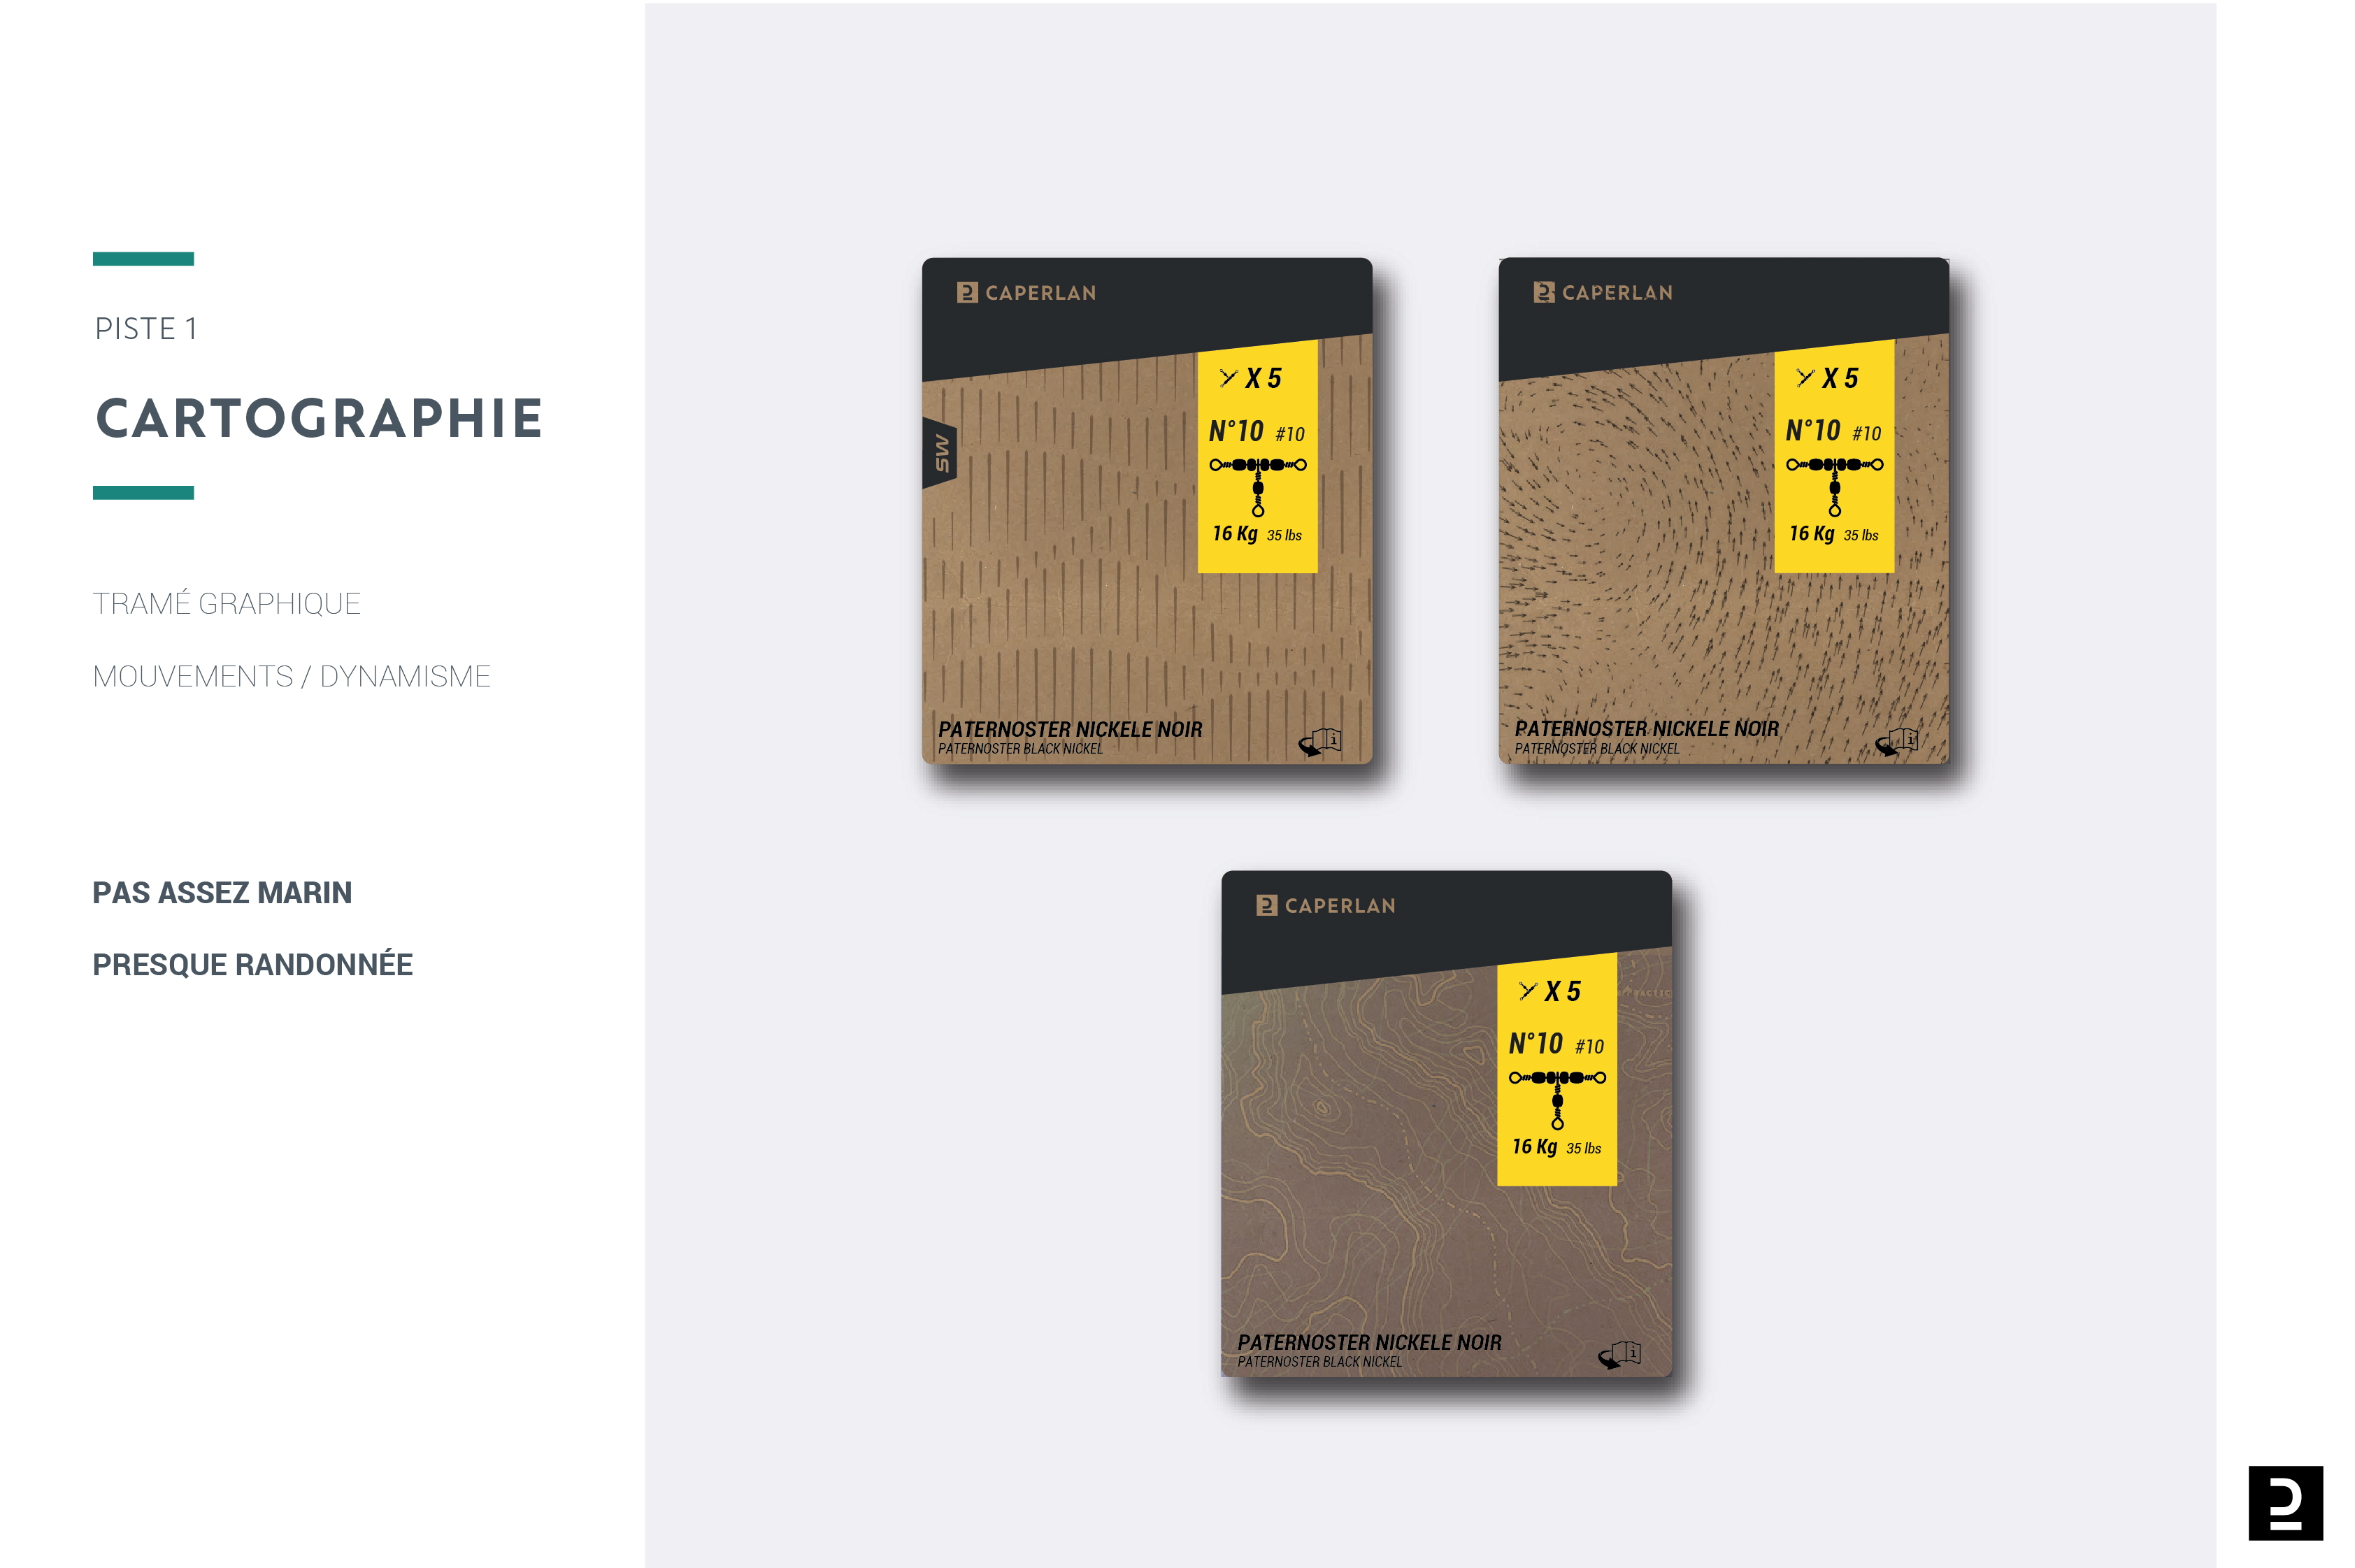 PISTE 1
CARTOGRAPHIE
TRAMÉ GRAPHIQUE
MOUVEMENTS / DYNAMISME
PAS ASSEZ MARIN
PRESQUE RANDONNÉE
CAPERLAN
X 5
N°10 #10
16 Kg 35 lbs
SW
PATERNOSTER NICKELE NOIR
PATERNOSTER BLACK NICKEL
i
CAPERLAN
X 5
N°10 #10
16 Kg 35 lbs
PATERNOSTER NICKELE NOIR
PATERNOSTER BLACK NICKEL
i
CAPERLAN
X 5
N°10 #10
16 Kg 35 lbs
PATERNOSTER NICKELE NOIR
PATERNOSTER BLACK NICKEL
i